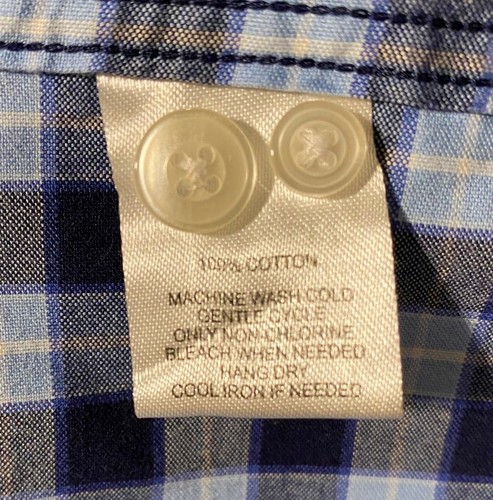 100% COTTON
MACHINE WASH COLD
GENTLE CYCLE
ONLY NON-CHLORINE
BLEACH WHEN NEEDED
HANG DRY
COOL IRON IF NEEDED